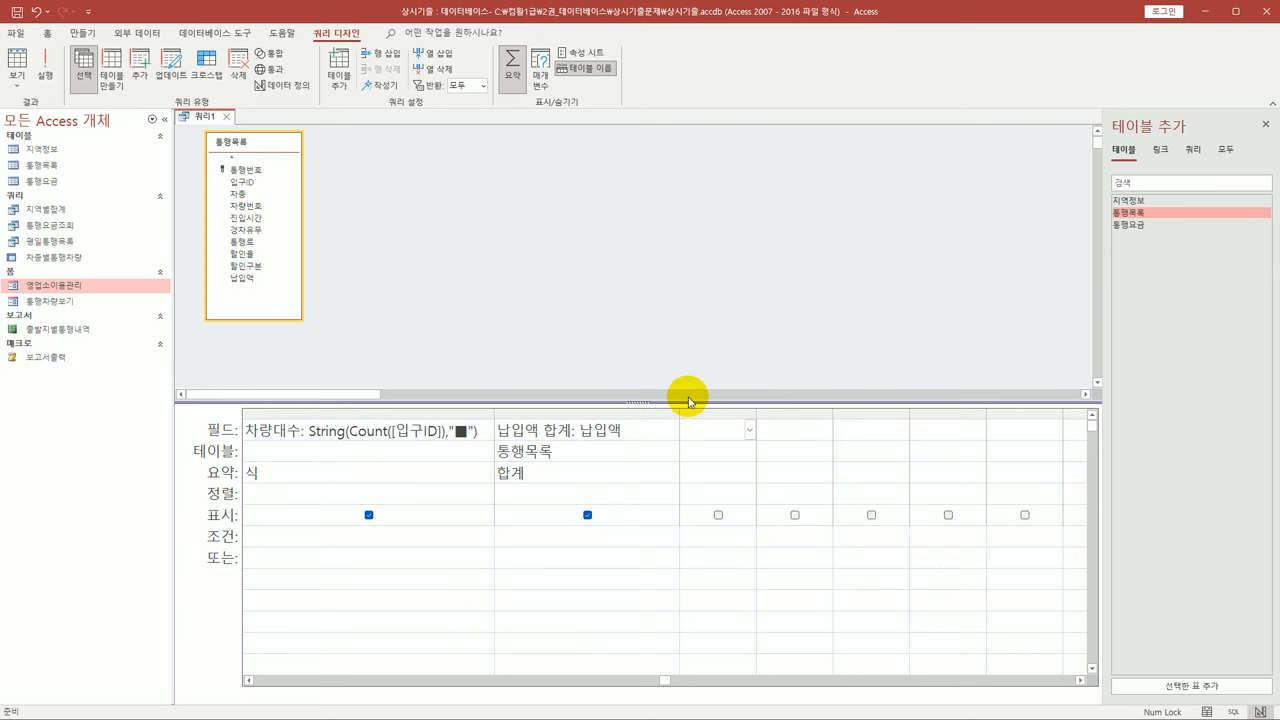 상시기술 : 데이터베이스- C:₩컴활1급₩2권_데이터베이스₩상시기출문제₩상시기출.accdb (Access 2007 - 2016 파일 형식) - Access
로그인
파일 홈 만들기 외부 데이터 데이터베이스 도구 도움말 쿼리 디자인 어떤 작업을 원하시나요?
보기
실행
선택
테이블 만들기
추가
업데이트
크로스탭
삭제
통합
통과
데이터 정의
테이블 추가
행 삽입
행 삭제
작성기
열 삽입
열 삭제
반환: 모두
요약
매개 변수
속성 시트
테이블 이름
결과
쿼리 유형
쿼리 설정
표시/숨기기
모든 Access 개체
테이블
지역정보
통행목록
통행요금
쿼리
지역별합계
통행요금조회
평일통행목록
차종별통행차량
폼
영업소이용관리
통행차량보기
보고서
출발지별통행내역
매크로
보고서출력
쿼리1
통행목록
*
통행번호
입구ID
차종
차량번호
진입시간
경차유무
통행료
할인율
할인구분
납입액
필드: 차량대수: String(Count([입구ID]),"■") 납입액 합계: 납입액
테이블: 통행목록
요약: 식 합계
정렬:
표시:
조건:
또는:
테이블 추가
테이블 링크 쿼리 모두
검색
지역정보
통행목록
통행요금
선택한 표 추가
준비
Num Lock
SQL